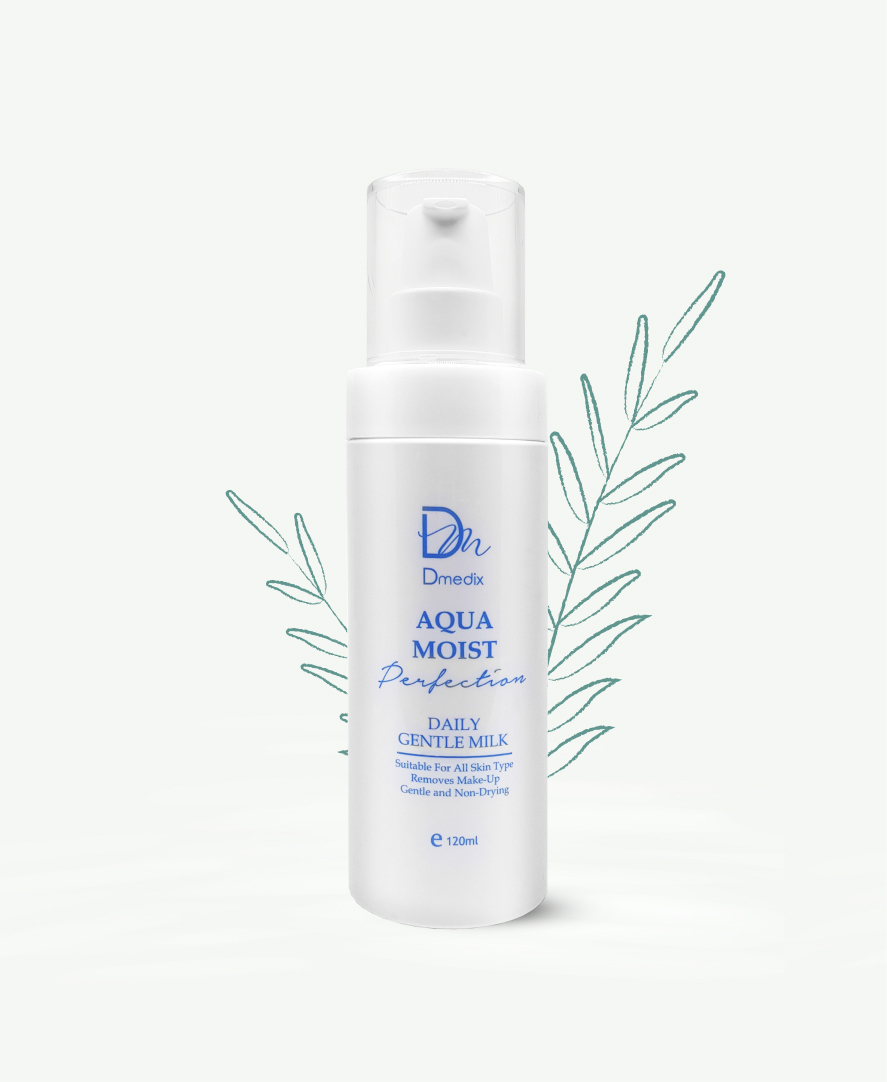 Dm
Dmedix
AQUA
MOIST
Perfection
DAILY
GENTLE MILK
Suitable For All Skin Type
Removes Make-Up
Gentle and Non-Drying
e 120ml